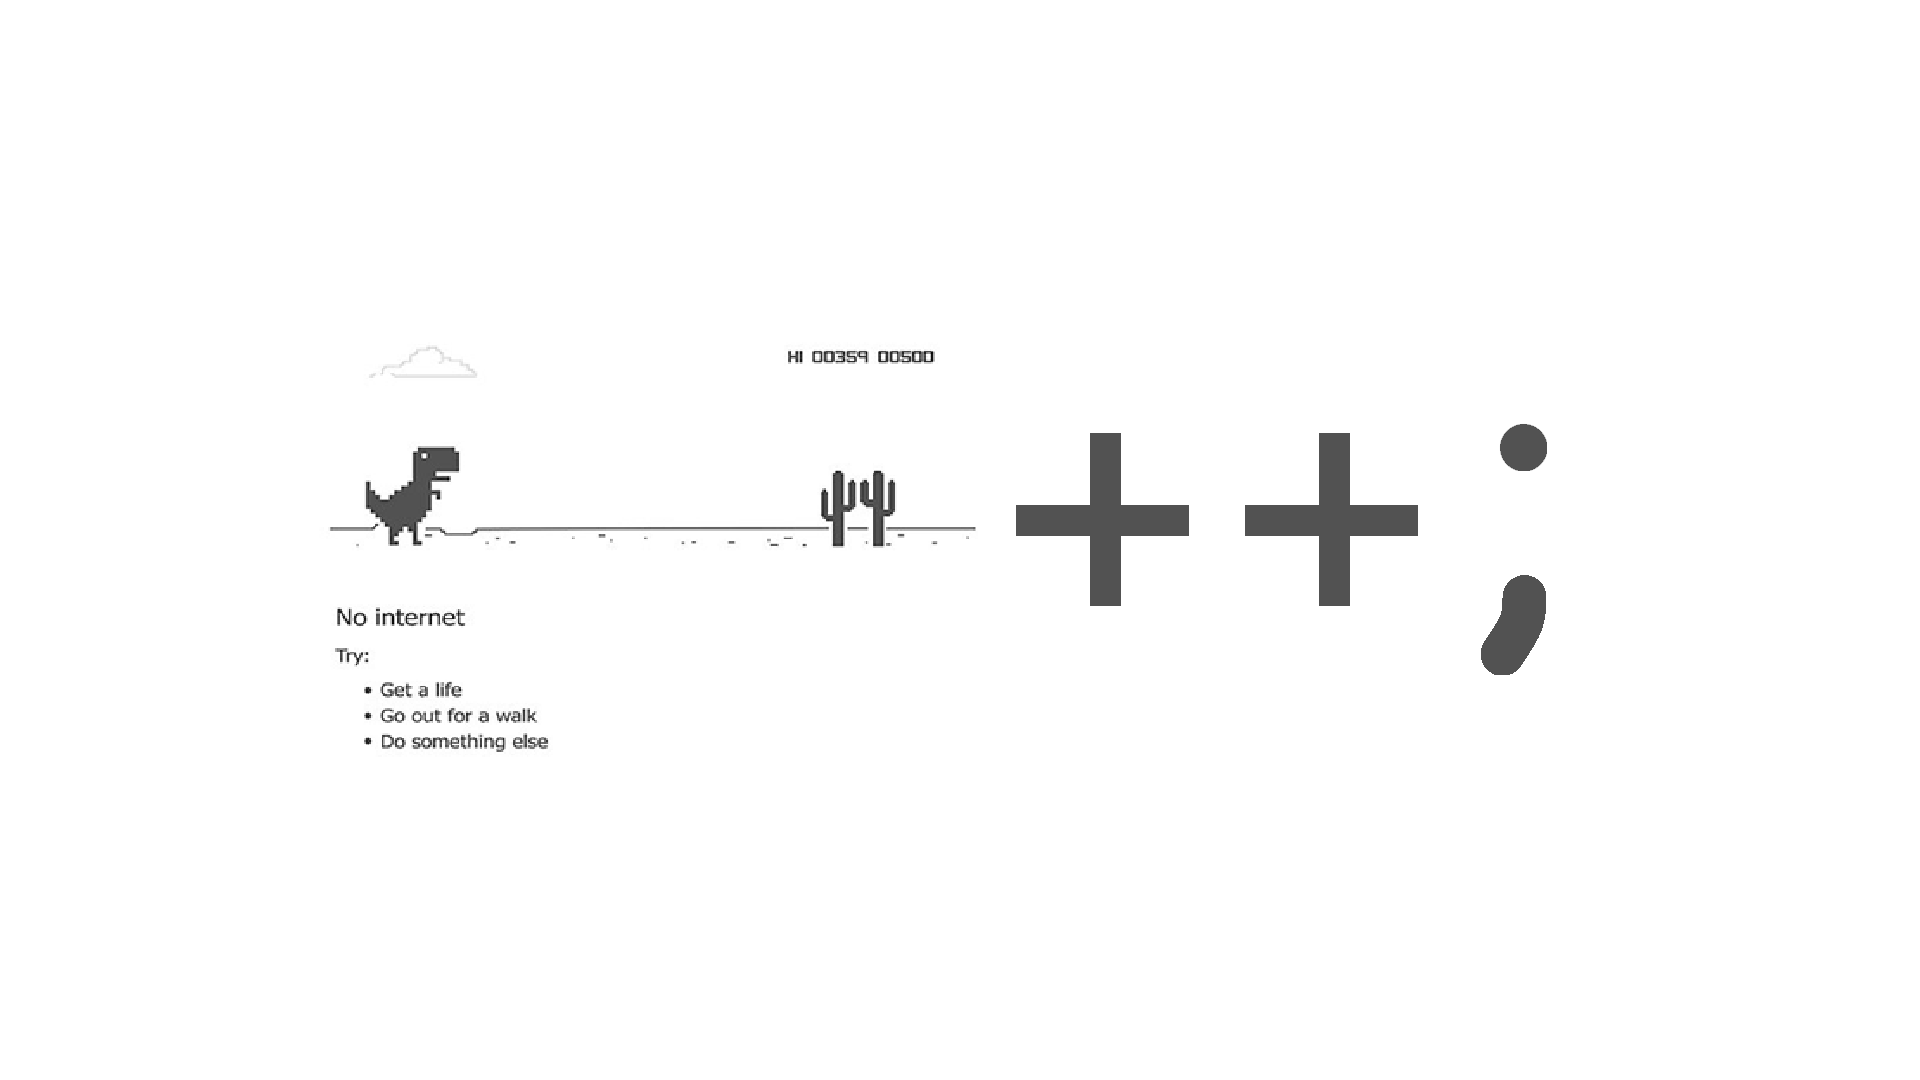 HI 00359 00500
++;
No internet
Try:
• Get a life
• Go out for a walk
• Do something else